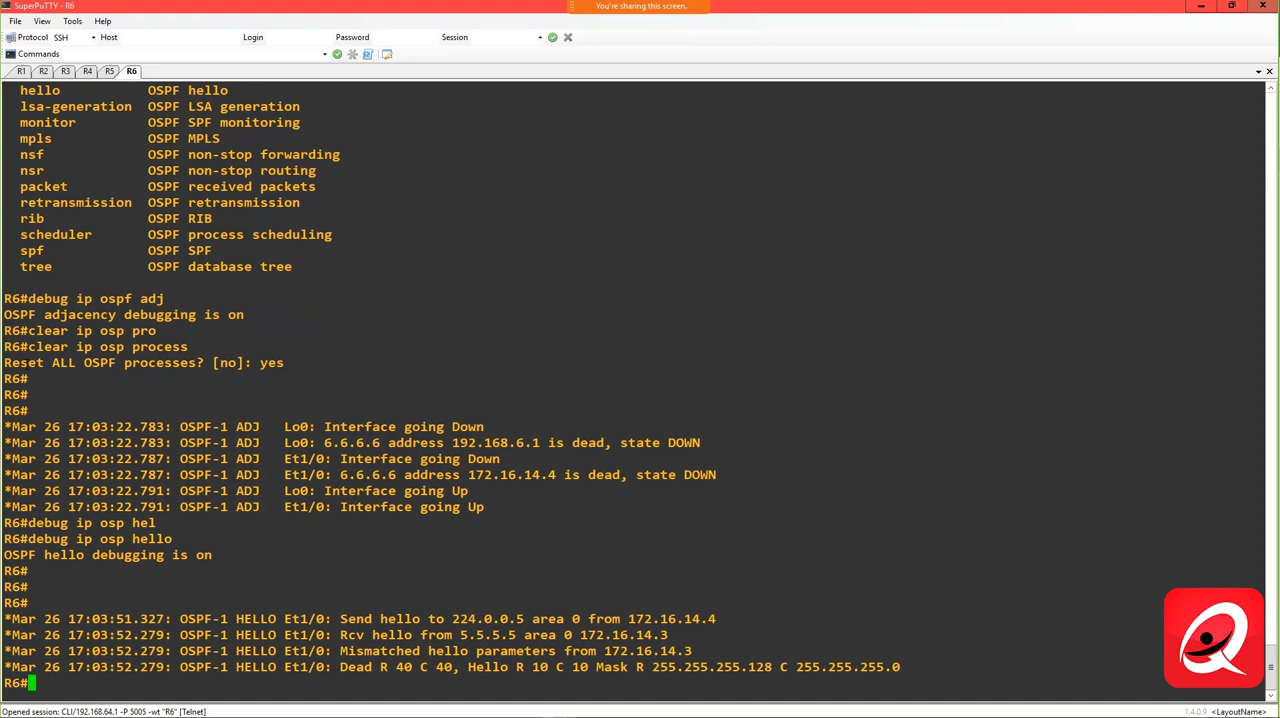 SuperPuTTY - R6
You're sharing this screen.
File View Tools Help
Protocol SSH Host Login Password Session
Commands
R1 R2 R3 R4 R5 R6
hello OSPF hello
lsa-generation OSPF LSA generation
monitor OSPF SPF monitoring
mpls OSPF MPLS
nsf OSPF non-stop forwarding
nsr OSPF non-stop routing
packet OSPF received packets
retransmission OSPF retransmission
rib OSPF RIB
scheduler OSPF process scheduling
spf OSPF SPF
tree OSPF database tree
R6#debug ip ospf adj
OSPF adjacency debugging is on
R6#clear ip osp pro
R6#clear ip osp process
Reset ALL OSPF processes? [no]: yes
R6#
R6#
R6#
*Mar 26 17:03:22.783: OSPF-1 ADJ   Lo0: Interface going Down
*Mar 26 17:03:22.783: OSPF-1 ADJ   Lo0: 6.6.6.6 address 192.168.6.1 is dead, state DOWN
*Mar 26 17:03:22.787: OSPF-1 ADJ   Et1/0: Interface going Down
*Mar 26 17:03:22.787: OSPF-1 ADJ   Et1/0: 6.6.6.6 address 172.16.14.4 is dead, state DOWN
*Mar 26 17:03:22.791: OSPF-1 ADJ   Lo0: Interface going Up
*Mar 26 17:03:22.791: OSPF-1 ADJ   Et1/0: Interface going Up
R6#debug ip osp hel
R6#debug ip osp hello
OSPF hello debugging is on
R6#
R6#
R6#
*Mar 26 17:03:51.327: OSPF-1 HELLO Et1/0: Send hello to 224.0.0.5 area 0 from 172.16.14.4
*Mar 26 17:03:52.279: OSPF-1 HELLO Et1/0: Rcv hello from 5.5.5.5 area 0 172.16.14.3
*Mar 26 17:03:52.279: OSPF-1 HELLO Et1/0: Mismatched hello parameters from 172.16.14.3
*Mar 26 17:03:52.279: OSPF-1 HELLO Et1/0: Dead R 40 C 40, Hello R 10 C 10 Mask R 255.255.255.128 C 255.255.255.0
R6#
Opened session: CLI/192.168.64.1 -P 5005 -wt "R6" [Telnet]
1.4.0.9 <LayoutName>